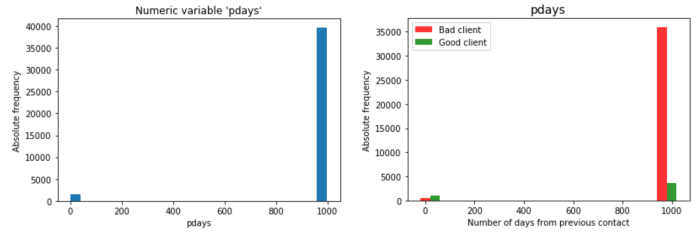 Numeric variable 'pdays'
Absolute frequency
40000
35000
30000
25000
20000
15000
10000
5000
0
0 200 400 600 800 1000
pdays
pdays
Bad client
Good client
Absolute frequency
35000
30000
25000
20000
15000
10000
5000
0
0 200 400 600 800 1000
Number of days from previous contact